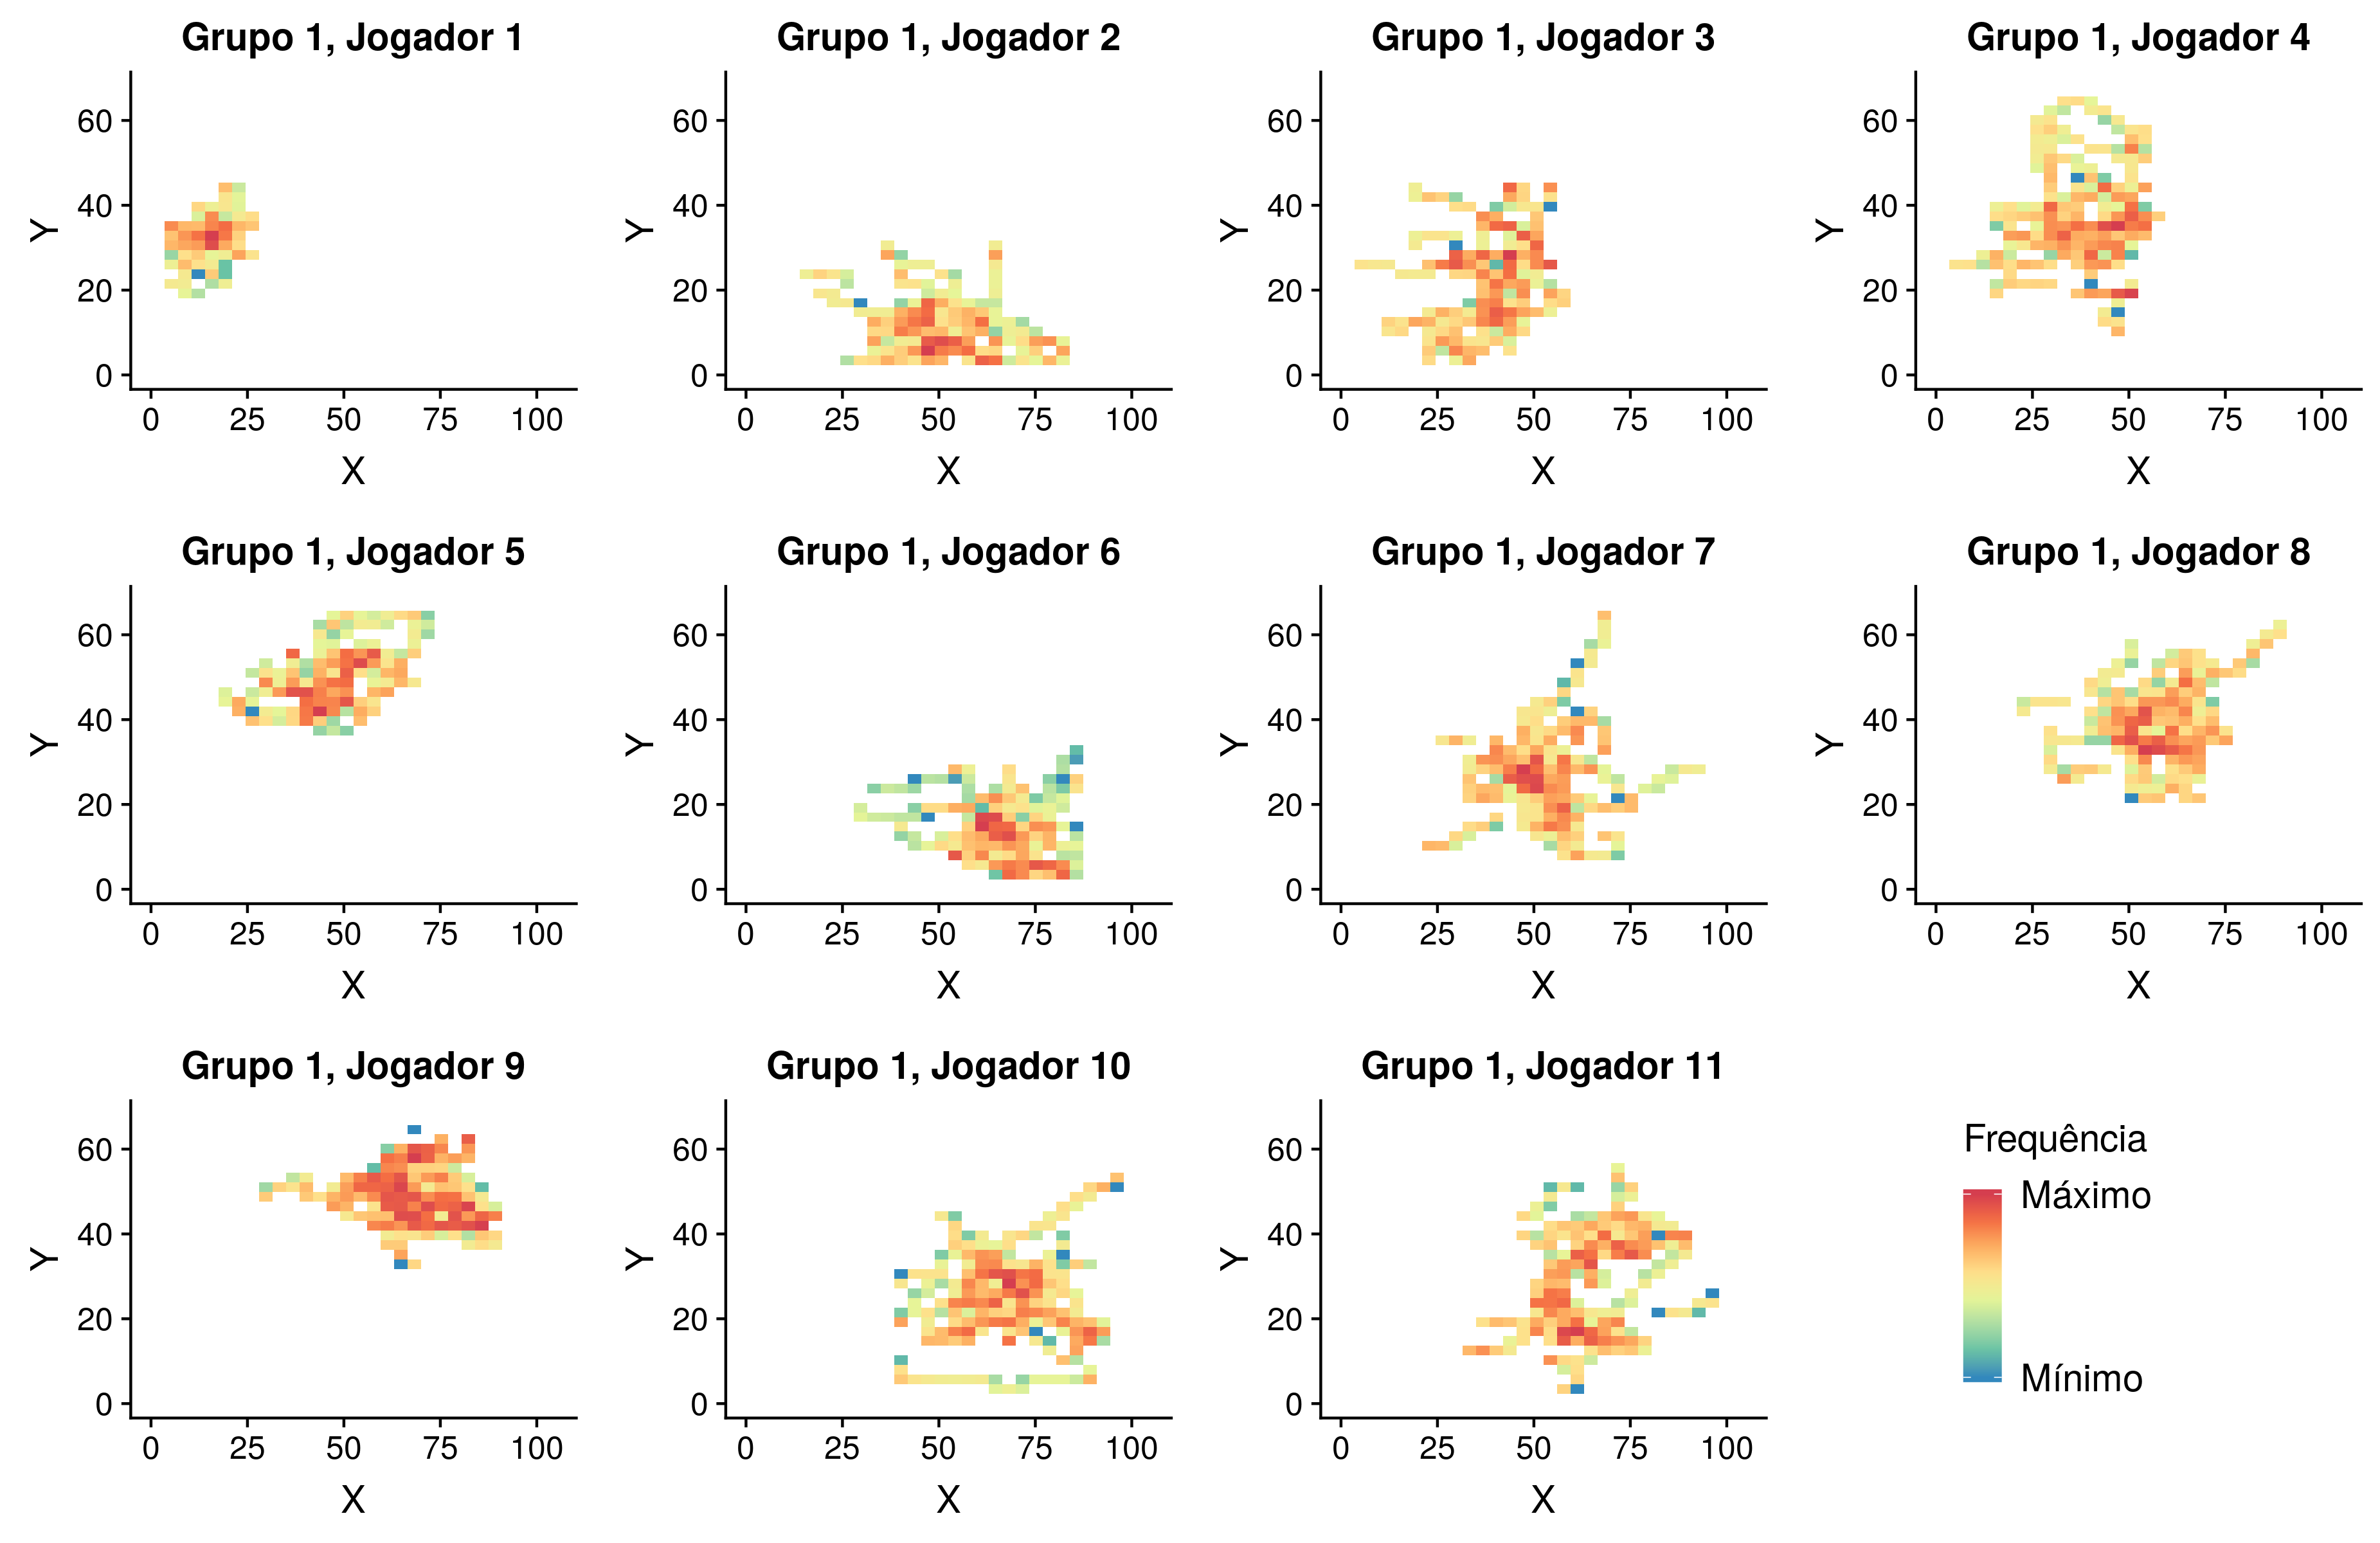 Grupo 1, Jogador 1
Grupo 1, Jogador 2
Grupo 1, Jogador 3
Grupo 1, Jogador 4
60
40
20
0
Y
0 25 50 75 100
X
60
40
20
0
Y
0 25 50 75 100
X
60
40
20
0
Y
0 25 50 75 100
X
60
40
20
0
Y
0 25 50 75 100
X
Grupo 1, Jogador 5
Grupo 1, Jogador 6
Grupo 1, Jogador 7
Grupo 1, Jogador 8
60
40
20
0
Y
0 25 50 75 100
X
60
40
20
0
Y
0 25 50 75 100
X
60
40
20
0
Y
0 25 50 75 100
X
60
40
20
0
Y
0 25 50 75 100
X
Grupo 1, Jogador 9
Grupo 1, Jogador 10
Grupo 1, Jogador 11
60
40
20
0
Y
0 25 50 75 100
X
60
40
20
0
Y
0 25 50 75 100
X
60
40
20
0
Y
0 25 50 75 100
X
Frequência
Máximo
Mínimo